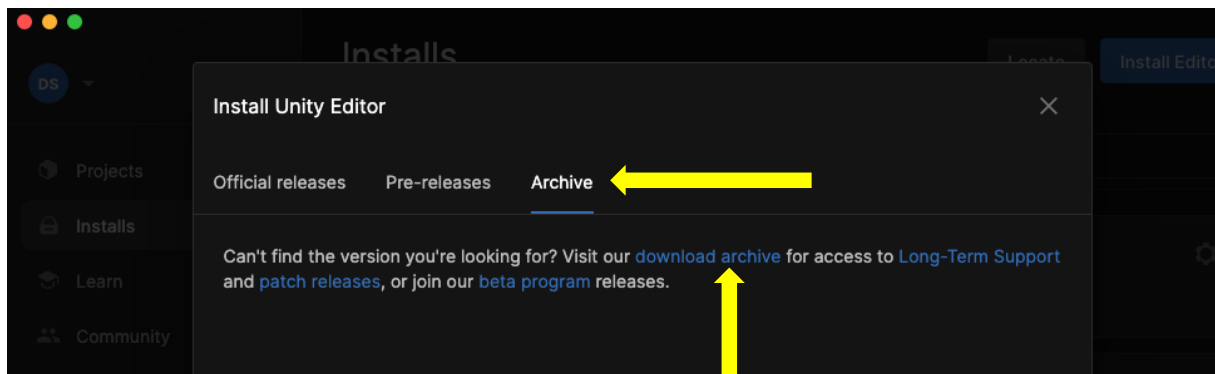 Installs
Locate
Install Edito
DS
Install Unity Editor
Projects
Official releases Pre-releases Archive
Installs
Can't find the version you're looking for? Visit our download archive for access to Long-Term Support
Learn
and patch releases, or join our beta program releases.
Community